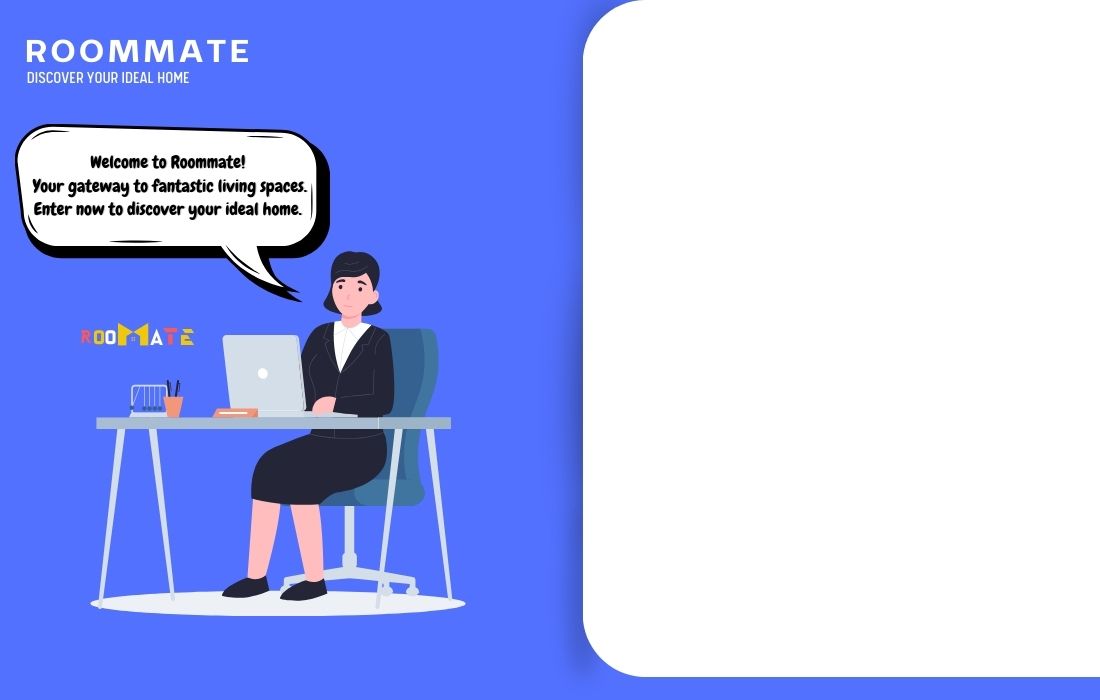 ROOMMATE
DISCOVER YOUR IDEAL HOME
Welcome to Roommate!
Your gateway to fantastic living spaces.
Enter now to discover your ideal home.
ROOMATE